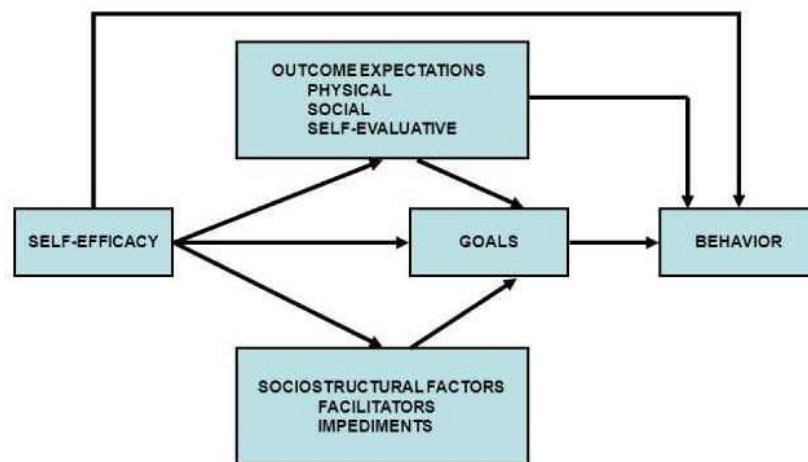 OUTCOME EXPECTATIONS
PHYSICAL
SOCIAL
SELF-EVALUATIVE
SELF-EFFICACY
GOALS
BEHAVIOR
SOCIOSTRUCTURAL FACTORS
FACILITATORS
IMPEDIMENTS